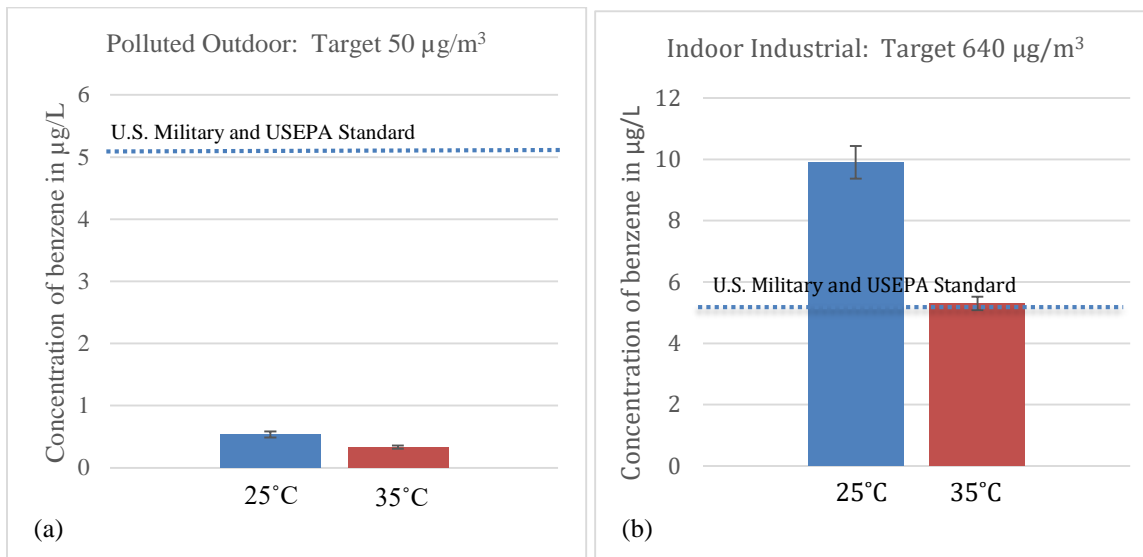 Polluted Outdoor: Target 50 µg/m³
Concentration of benzene in µg/L
6
5
4
3
2
1
0
U.S. Military and USEPA Standard
25˚C
35˚C
(a)
Indoor Industrial: Target 640 µg/m³
Concentration of benzene in µg/L
12
10
8
6
4
2
0
U.S. Military and USEPA Standard
25˚C
35˚C
(b)